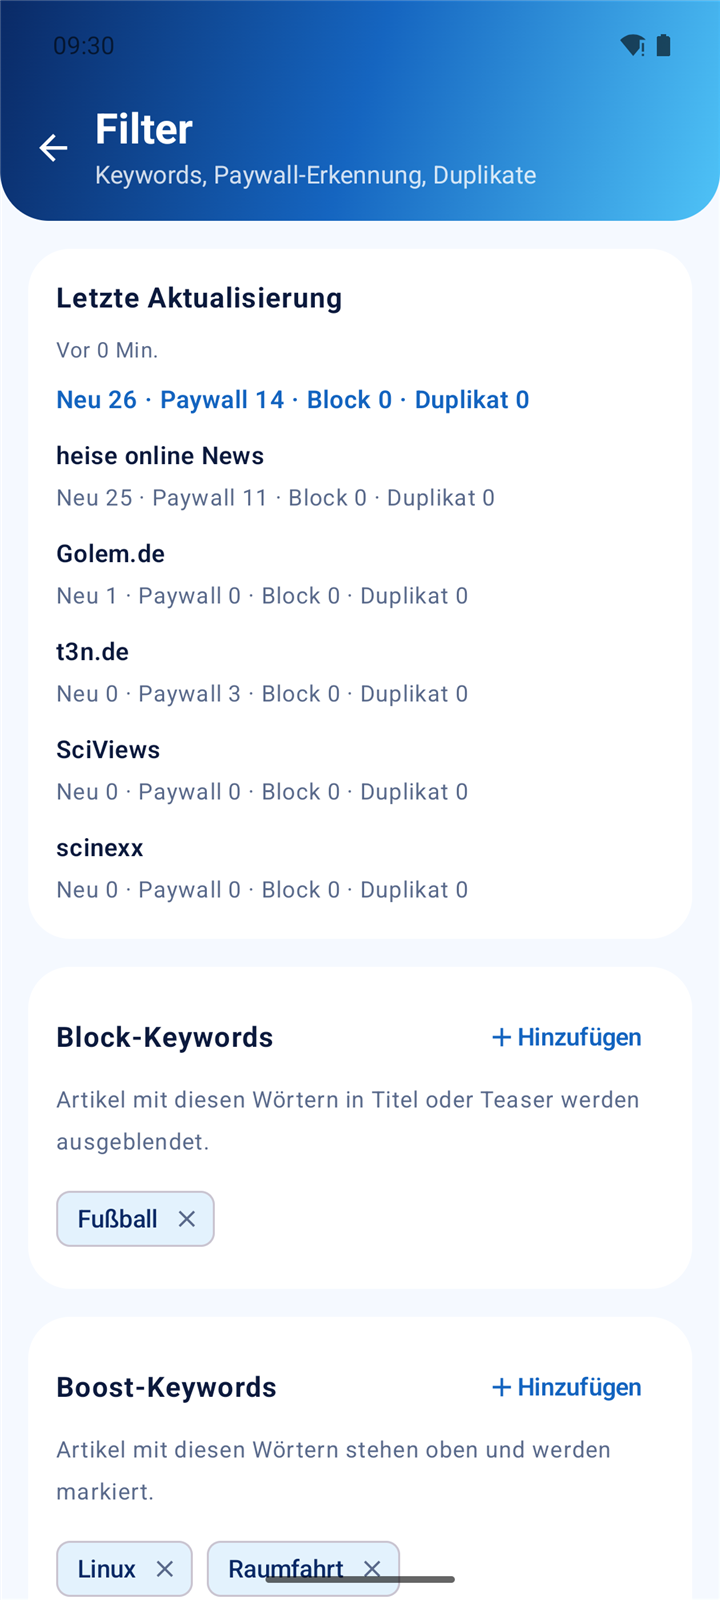 09:30
Filter
Keywords, Paywall-Erkennung, Duplikate
Letzte Aktualisierung
Vor 0 Min.
Neu 26 · Paywall 14 · Block 0 · Duplikat 0
heise online News
Neu 25 · Paywall 11 · Block 0 · Duplikat 0
Golem.de
Neu 1 · Paywall 0 · Block 0 · Duplikat 0
t3n.de
Neu 0 · Paywall 3 · Block 0 · Duplikat 0
SciViews
Neu 0 · Paywall 0 · Block 0 · Duplikat 0
scinexx
Neu 0 · Paywall 0 · Block 0 · Duplikat 0
Block-Keywords + Hinzufügen
Artikel mit diesen Wörtern in Titel oder Teaser werden
ausgeblendet.
Fußball ×
Boost-Keywords + Hinzufügen
Artikel mit diesen Wörtern stehen oben und werden
markiert.
Linux × Raumfahrt ×